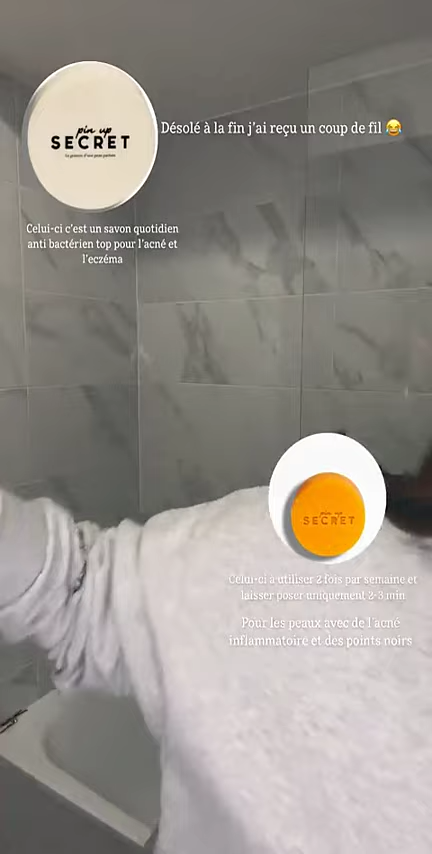 pin up
SECRET
Désolé à la fin j'ai reçu un coup de fil 😂
Celui-ci c'est un savon quotidien
anti bactérien top pour l'acné et
l'eczéma
pin up
SECRET
Celui-ci a utiliser 2 fois par semaine et
laisser poser uniquement 2-3 min
Pour les peaux avec de l'acné
inflammatoire et des points noirs